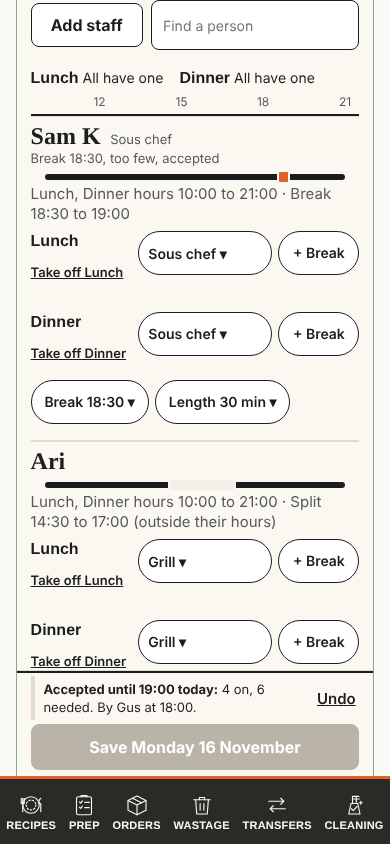 Add staff
Find a person
Lunch All have one Dinner All have one
12 15 18 21
Sam K Sous chef
Break 18:30, too few, accepted
Lunch, Dinner hours 10:00 to 21:00 · Break
18:30 to 19:00
Lunch
Sous chef ▾ + Break
Take off Lunch
Dinner
Sous chef ▾ + Break
Take off Dinner
Break 18:30 ▾ Length 30 min ▾
Ari
Lunch, Dinner hours 10:00 to 21:00 · Split
14:30 to 17:00 (outside their hours)
Lunch
Grill ▾ + Break
Take off Lunch
Dinner
Grill ▾ + Break
Take off Dinner
Accepted until 19:00 today: 4 on, 6
needed. By Gus at 18:00.
Undo
Save Monday 16 November
RECIPES PREP ORDERS WASTAGE TRANSFERS CLEANING